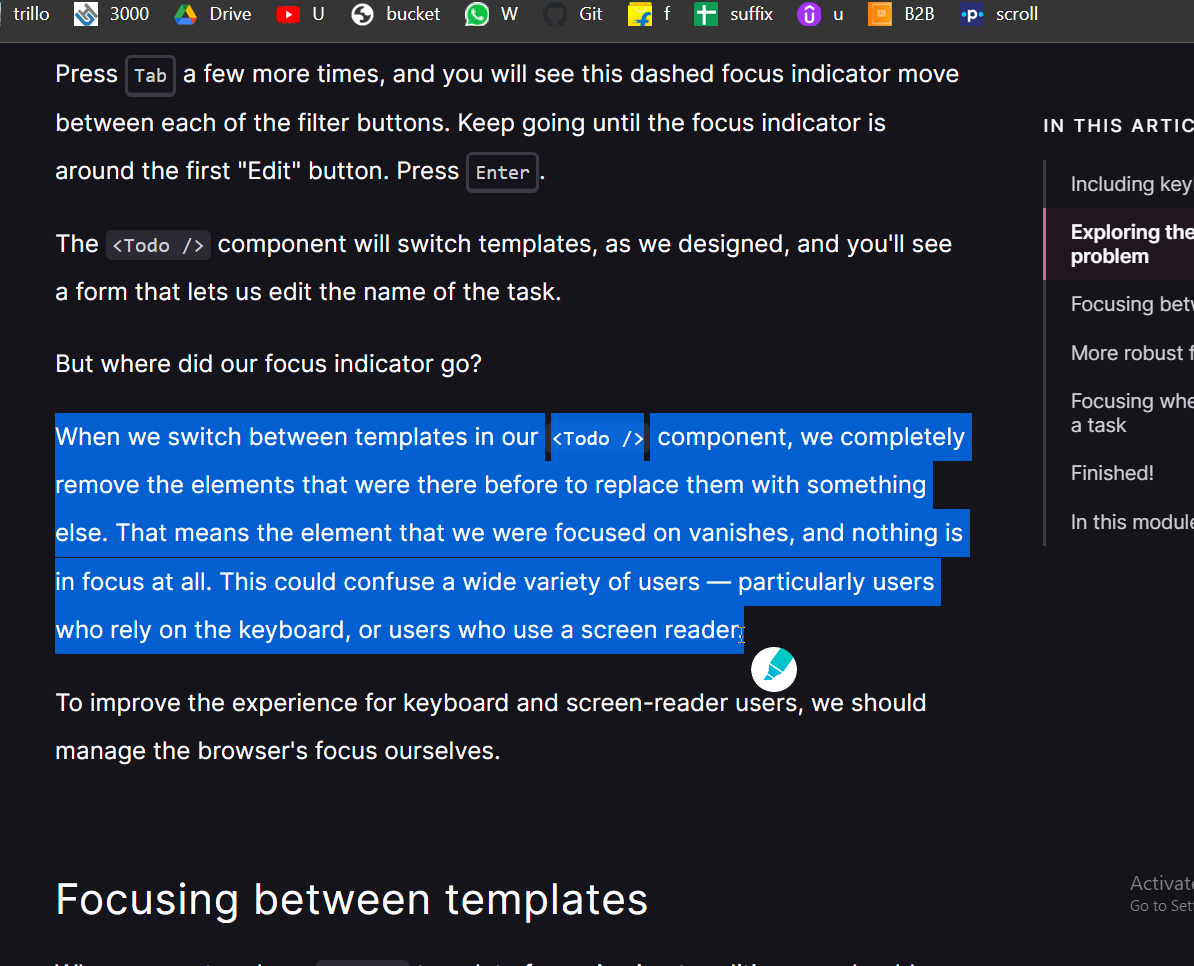 trillo 3000 Drive U bucket W Git f suffix u B2B scroll
Press Tab a few more times, and you will see this dashed focus indicator move
between each of the filter buttons. Keep going until the focus indicator is
around the first "Edit" button. Press Enter.
The <Todo /> component will switch templates, as we designed, and you'll see
a form that lets us edit the name of the task.
But where did our focus indicator go?
When we switch between templates in our <Todo /> component, we completely
remove the elements that were there before to replace them with something
else. That means the element that we were focused on vanishes, and nothing is
in focus at all. This could confuse a wide variety of users — particularly users
who rely on the keyboard, or users who use a screen reader.
To improve the experience for keyboard and screen-reader users, we should
manage the browser's focus ourselves.
Focusing between templates
IN THIS ARTIC
Including key
Exploring the
problem
Focusing betw
More robust f
Focusing whe
a task
Finished!
In this module
Activate
Go to Sett